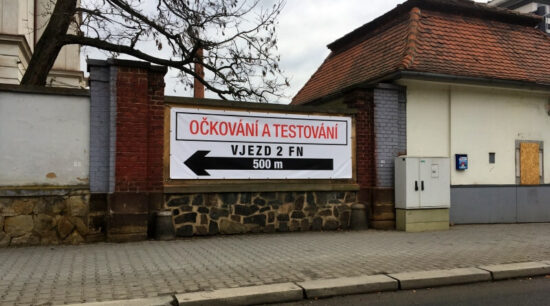 OČKOVÁNÍ A TESTOVÁNÍ
VJEZD 2 FN
500 m